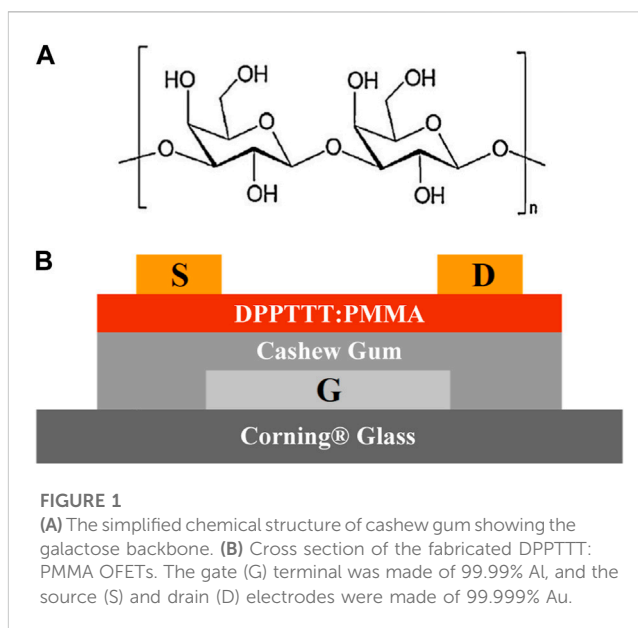 A
HO OH OH OH
O O O O O
OH OH
n
B
S D
DPPTTT:PMMA
Cashew Gum
G
Corning® Glass
FIGURE 1
(A) The simplified chemical structure of cashew gum showing the
galactose backbone. (B) Cross section of the fabricated DPPTTT:
PMMA OFETs. The gate (G) terminal was made of 99.99% Al, and the
source (S) and drain (D) electrodes were made of 99.999% Au.